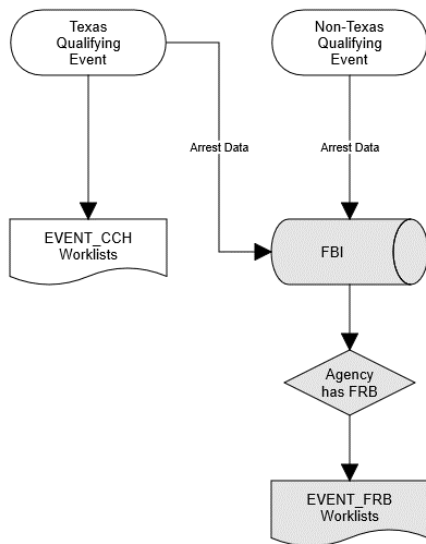 Texas
Qualifying
Event
Non-Texas
Qualifying
Event
Arrest Data
Arrest Data
EVENT_CCH
Worklists
FBI
Agency
has FRB
EVENT_FRB
Worklists